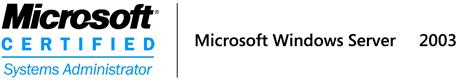 Microsoft®
CERTIFIED
Systems Administrator
Microsoft Windows Server 2003